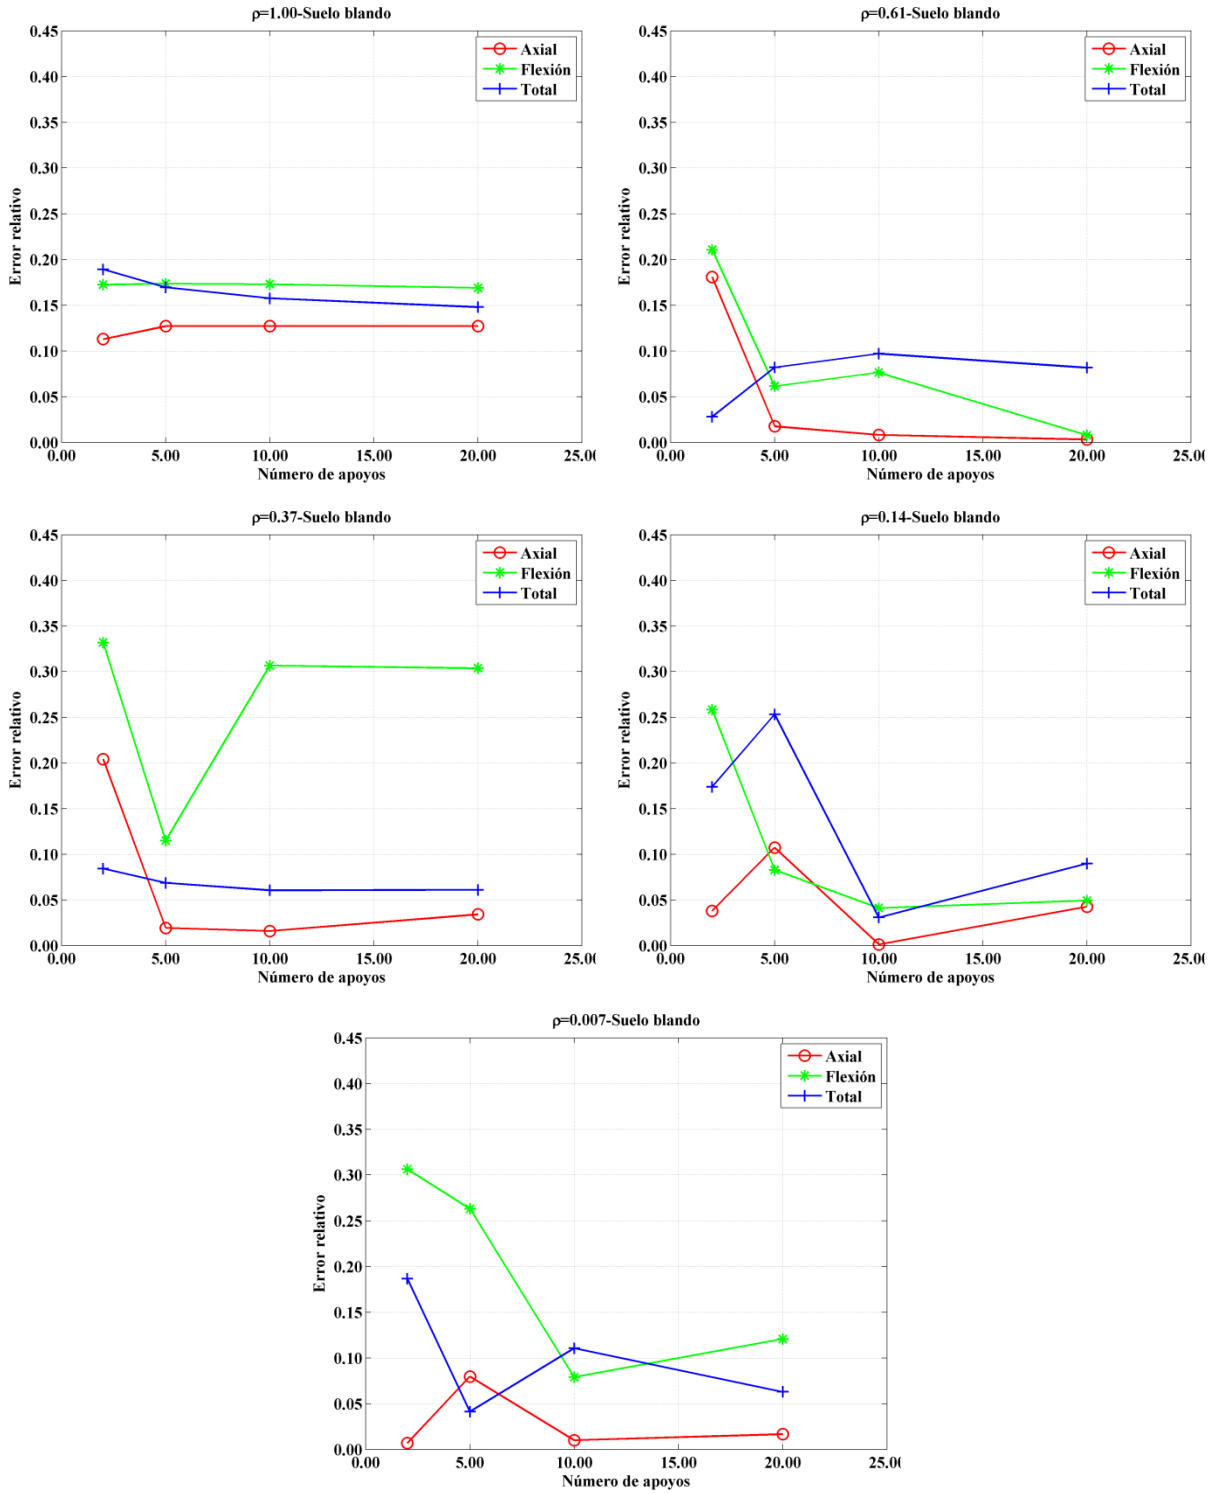 ρ=1.00-Suelo blando
0.45
0.40
0.35
0.30
0.25
0.20
0.15
0.10
0.05
0.00
Error relativo
Axial
Flexión
Total
0.00 5.00 10.00 15.00 20.00 25.00
Número de apoyos
ρ=0.61-Suelo blando
0.45
0.40
0.35
0.30
0.25
0.20
0.15
0.10
0.05
0.00
Error relativo
Axial
Flexión
Total
0.00 5.00 10.00 15.00 20.00 25.00
Número de apoyos
ρ=0.37-Suelo blando
0.45
0.40
0.35
0.30
0.25
0.20
0.15
0.10
0.05
0.00
Error relativo
Axial
Flexión
Total
0.00 5.00 10.00 15.00 20.00 25.00
Número de apoyos
ρ=0.14-Suelo blando
0.45
0.40
0.35
0.30
0.25
0.20
0.15
0.10
0.05
0.00
Error relativo
Axial
Flexión
Total
0.00 5.00 10.00 15.00 20.00 25.00
Número de apoyos
ρ=0.007-Suelo blando
0.45
0.40
0.35
0.30
0.25
0.20
0.15
0.10
0.05
0.00
Error relativo
Axial
Flexión
Total
0.00 5.00 10.00 15.00 20.00 25.00
Número de apoyos